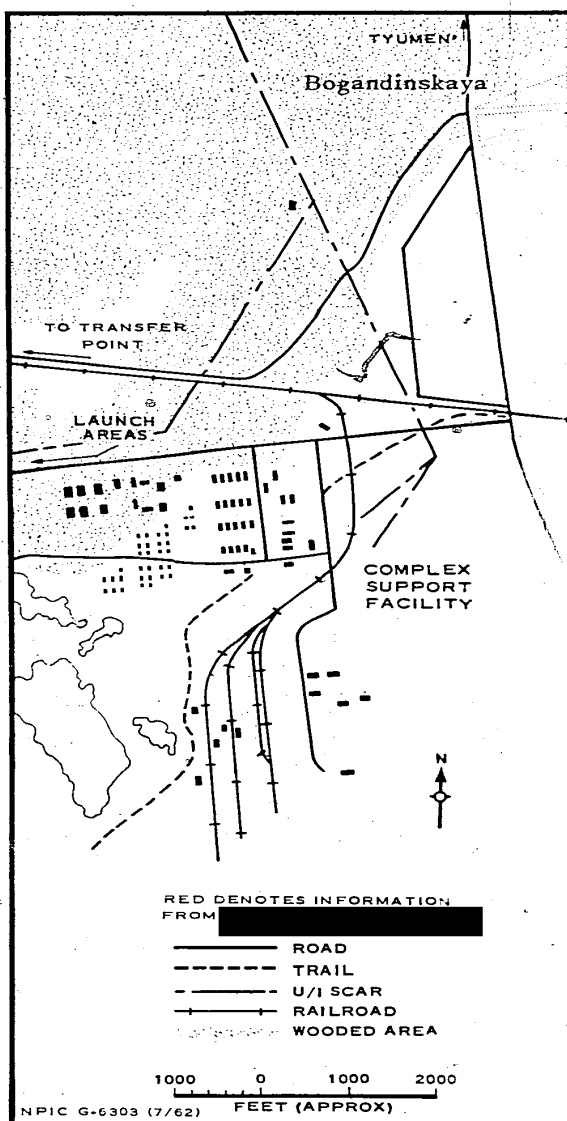 TYUMEN
Bogandinskaya
TO TRANSFER
POINT
LAUNCH
AREAS
COMPLEX
SUPPORT
FACILITY
N
RED DENOTES INFORMATION
FROM
ROAD
TRAIL
U/I SCAR
RAILROAD
WOODED AREA
1000 0 1000 2000
FEET (APPROX)
NPIC G-6303 (7/62)